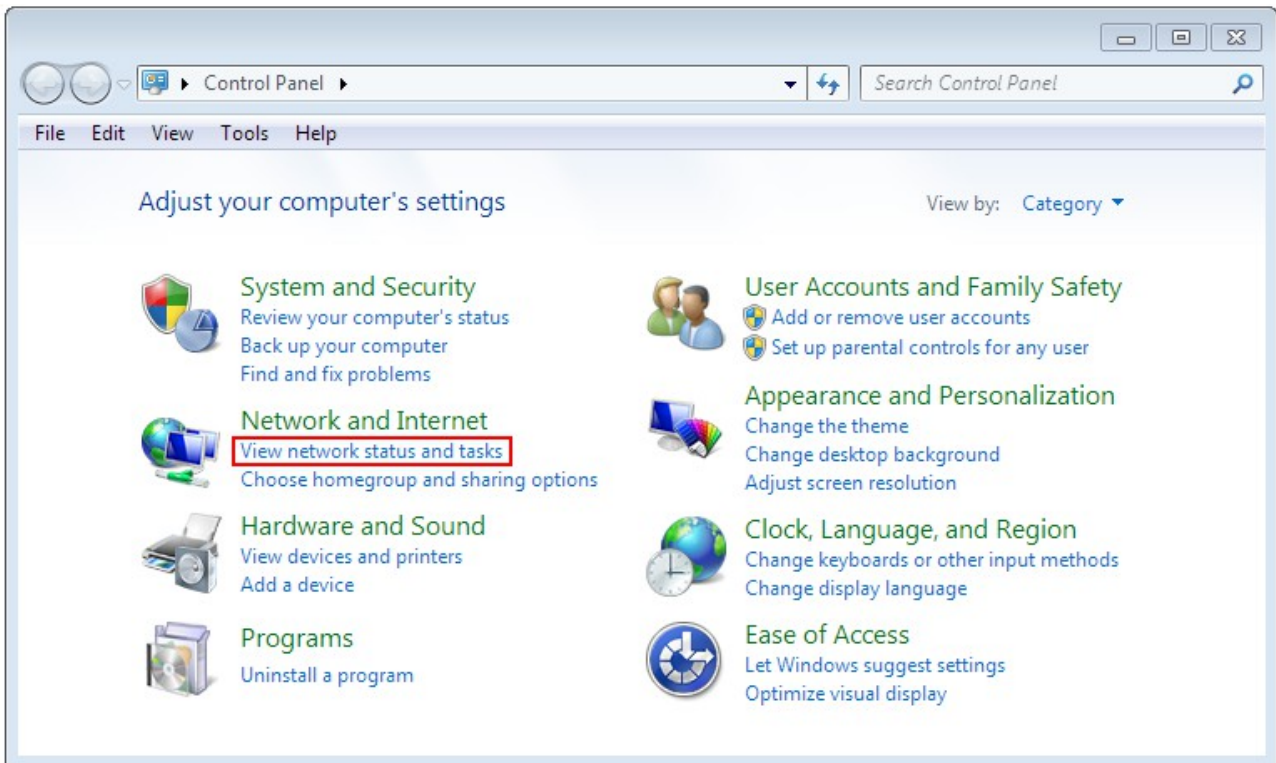 Control Panel
Search Control Panel
File Edit View Tools Help
Adjust your computer's settings
View by: Category
System and Security
Review your computer's status
Back up your computer
Find and fix problems
Network and Internet
View network status and tasks
Choose homegroup and sharing options
Hardware and Sound
View devices and printers
Add a device
Programs
Uninstall a program
User Accounts and Family Safety
Add or remove user accounts
Set up parental controls for any user
Appearance and Personalization
Change the theme
Change desktop background
Adjust screen resolution
Clock, Language, and Region
Change keyboards or other input methods
Change display language
Ease of Access
Let Windows suggest settings
Optimize visual display